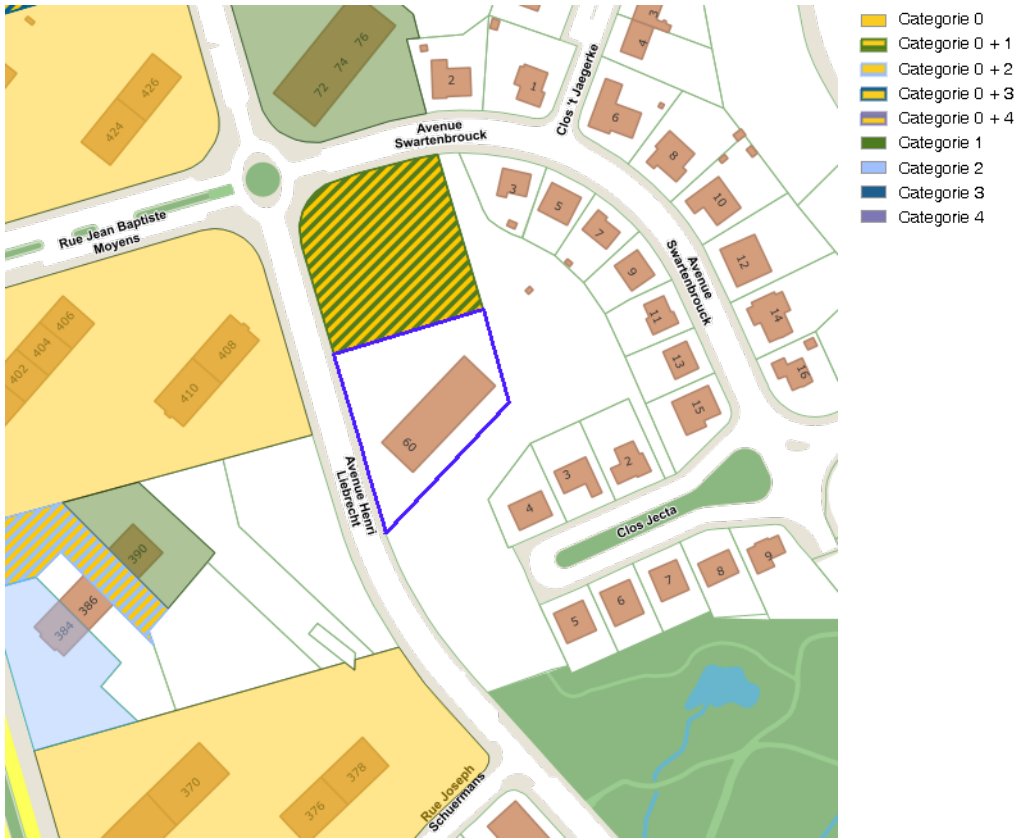 Categorie 0
Categorie 0 + 1
Categorie 0 + 2
Categorie 0 + 3
Categorie 0 + 4
Categorie 1
Categorie 2
Categorie 3
Categorie 4
426
424
76
74
72
2
1
3
4
6
8
10
12
14
16
Clos 't Jaegerke
Avenue
Swartenbrouck
3
5
7
9
11
13
15
Avenue
Swartenbrouck
Rue Jean Baptiste
Moyens
406
404
402
408
410
60
Avenue Henri
Liebrecht
4
3
2
Clos Jecta
5
6
7
8
9
390
386
384
370
378
376
Rue Joseph
Schuermans